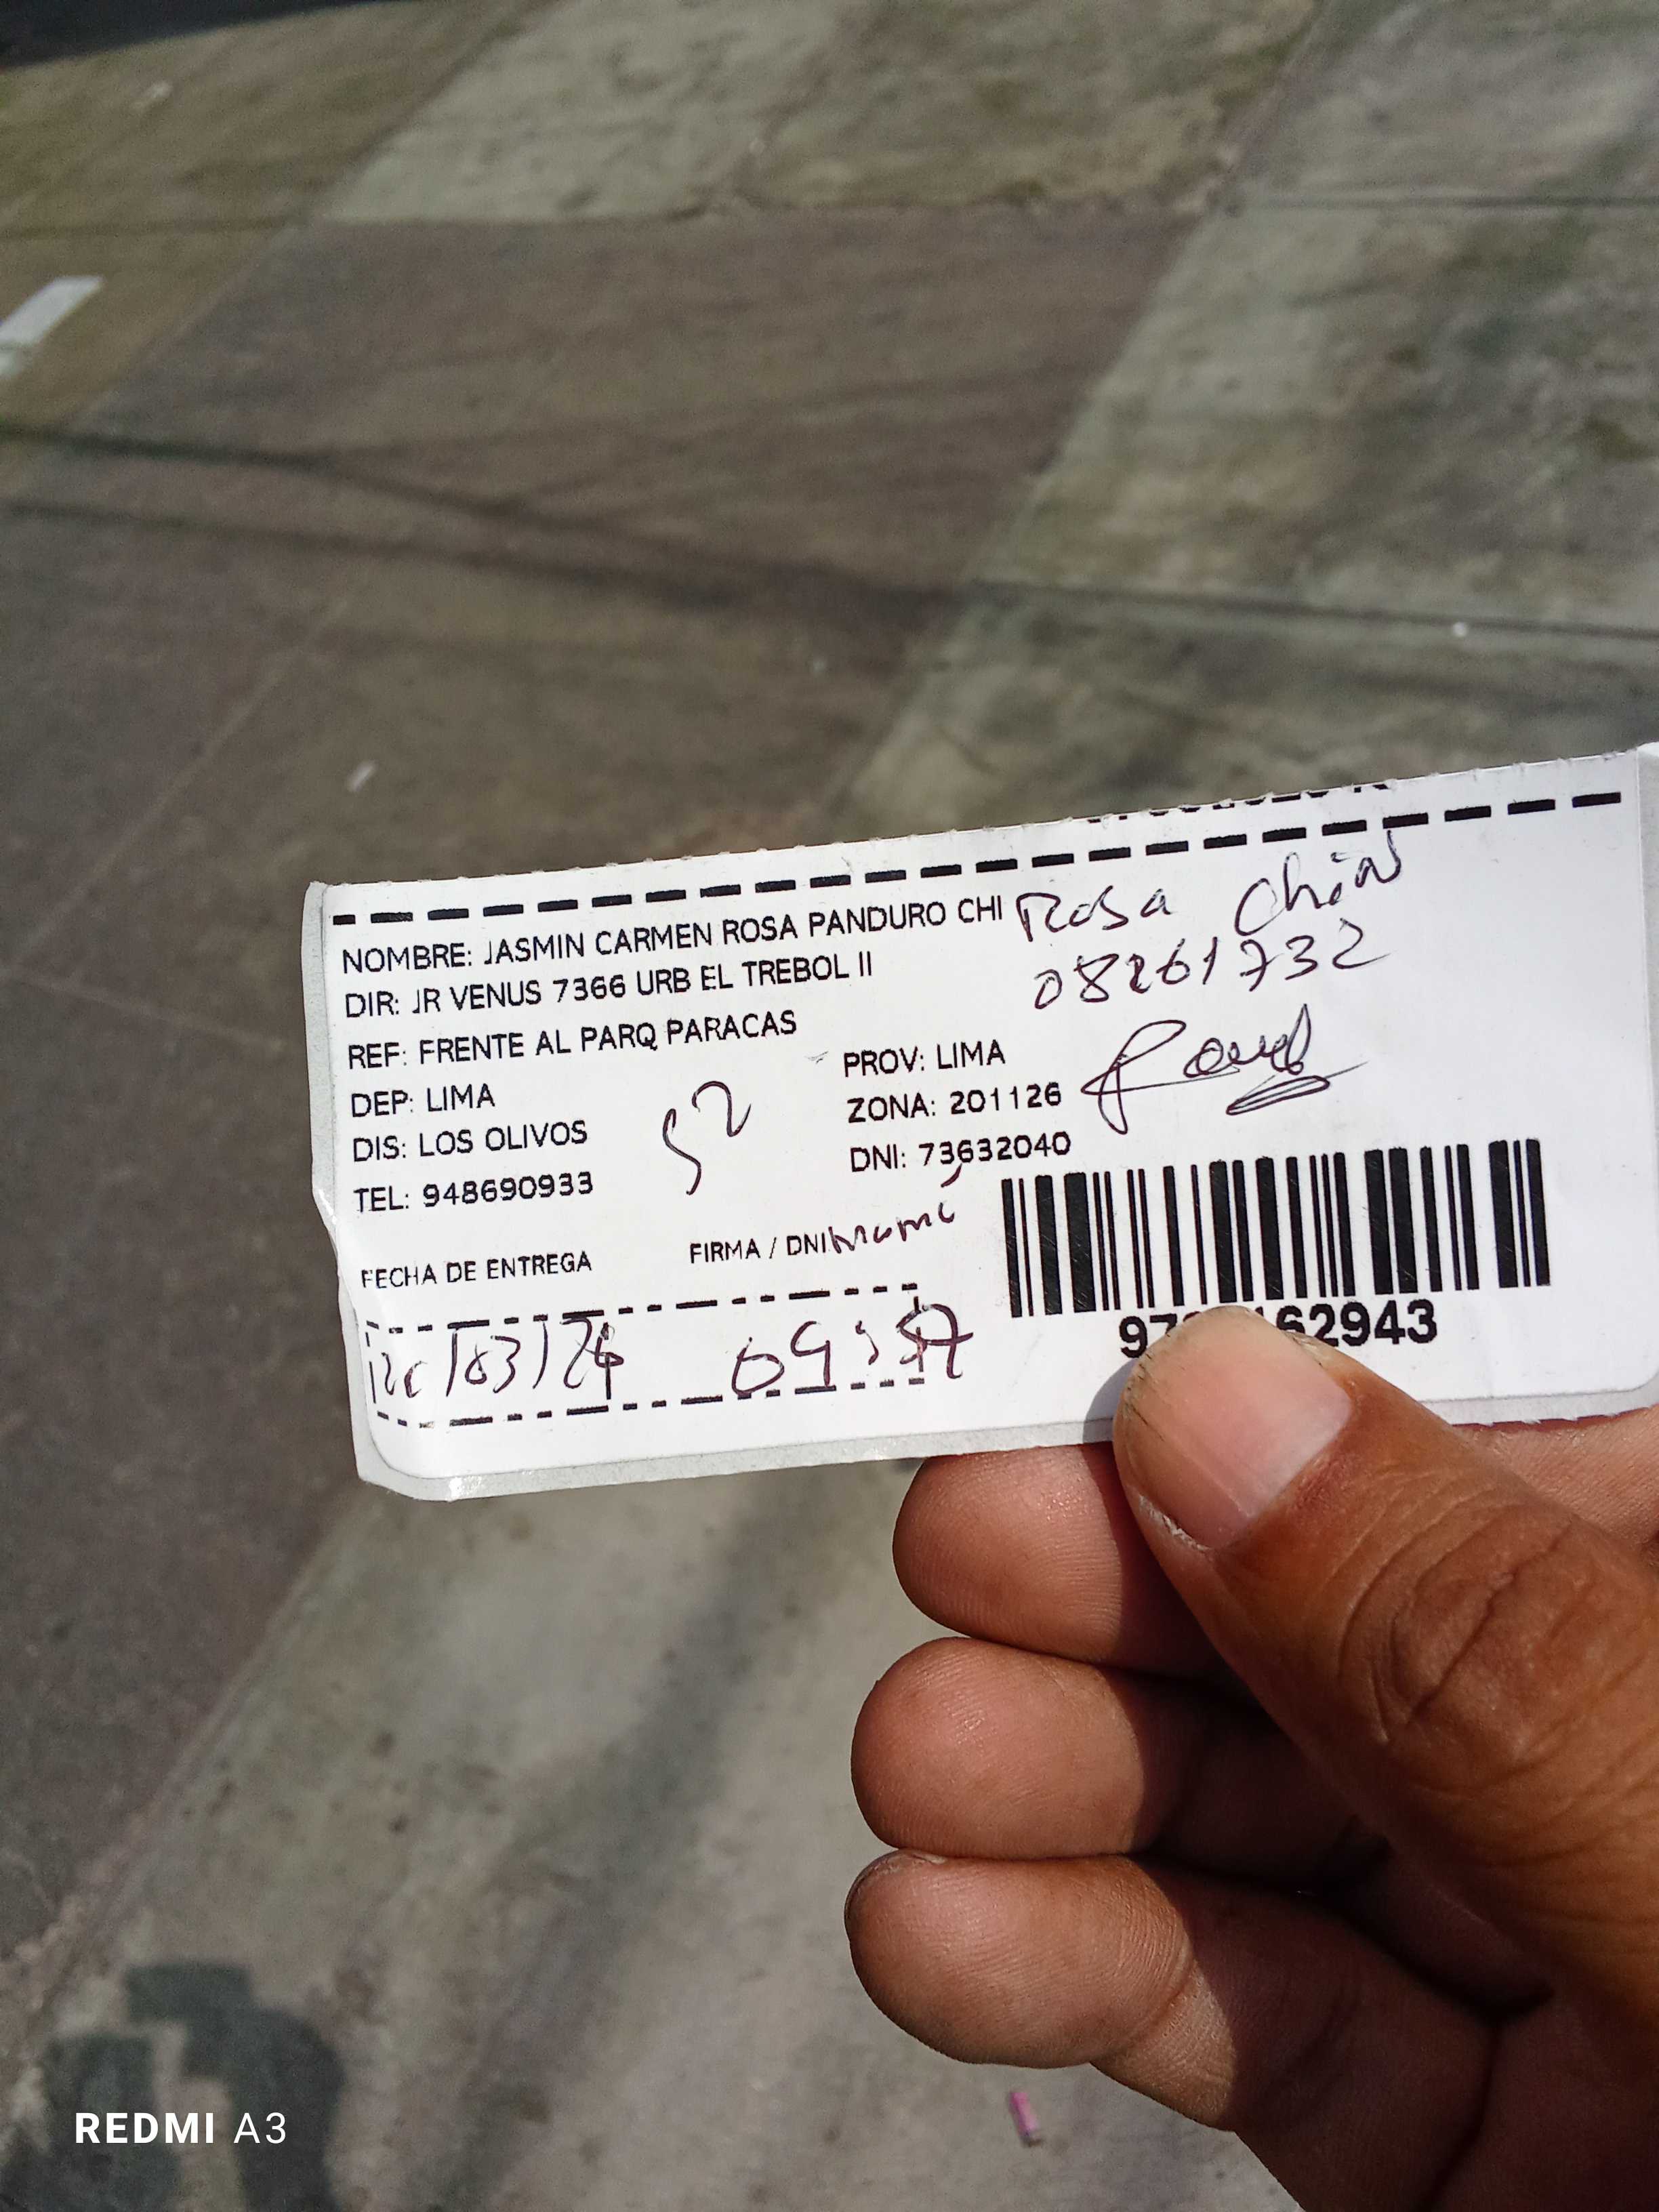 NOMBRE: JASMIN CARMEN ROSA PANDURO CHI
Rosa Chin
DIR: JR VENUS 7366 URB EL TREBOL II
08261732
REF: FRENTE AL PARQ PARACAS
DEP: LIMA
PROV: LIMA
DIS: LOS OLIVOS
ZONA: 201126
TEL: 948690933
DNI: 73632040
FECHA DE ENTREGA
FIRMA / DNI
mamá
62943
REDMI A3